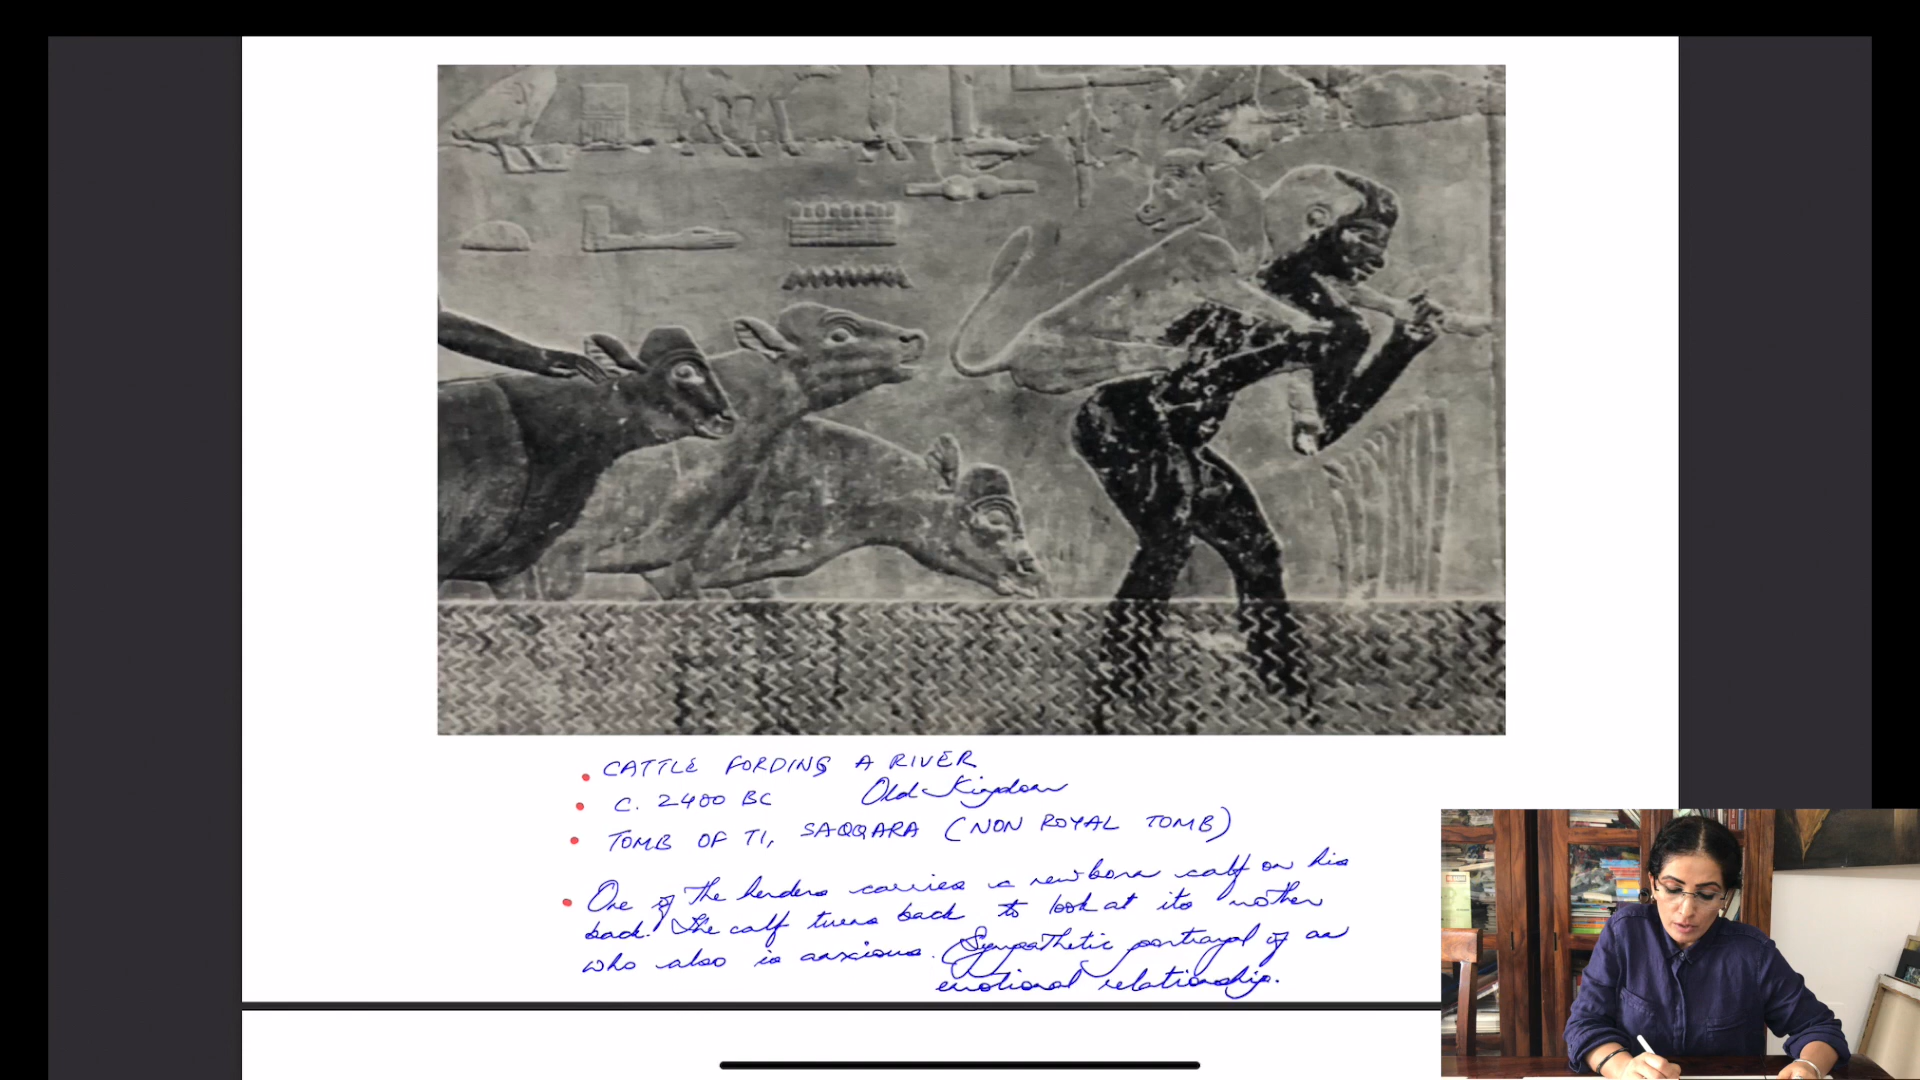 CATTLE FORDING A RIVER
C. 2400 BC Old Kingdom
TOMB OF TI, SAQQARA (NON ROYAL TOMB)
One of the herders carries a newborn calf on his
back. The calf turns back to look at its mother
who also is anxious. Sympathetic portrayal of an
emotional relationship.